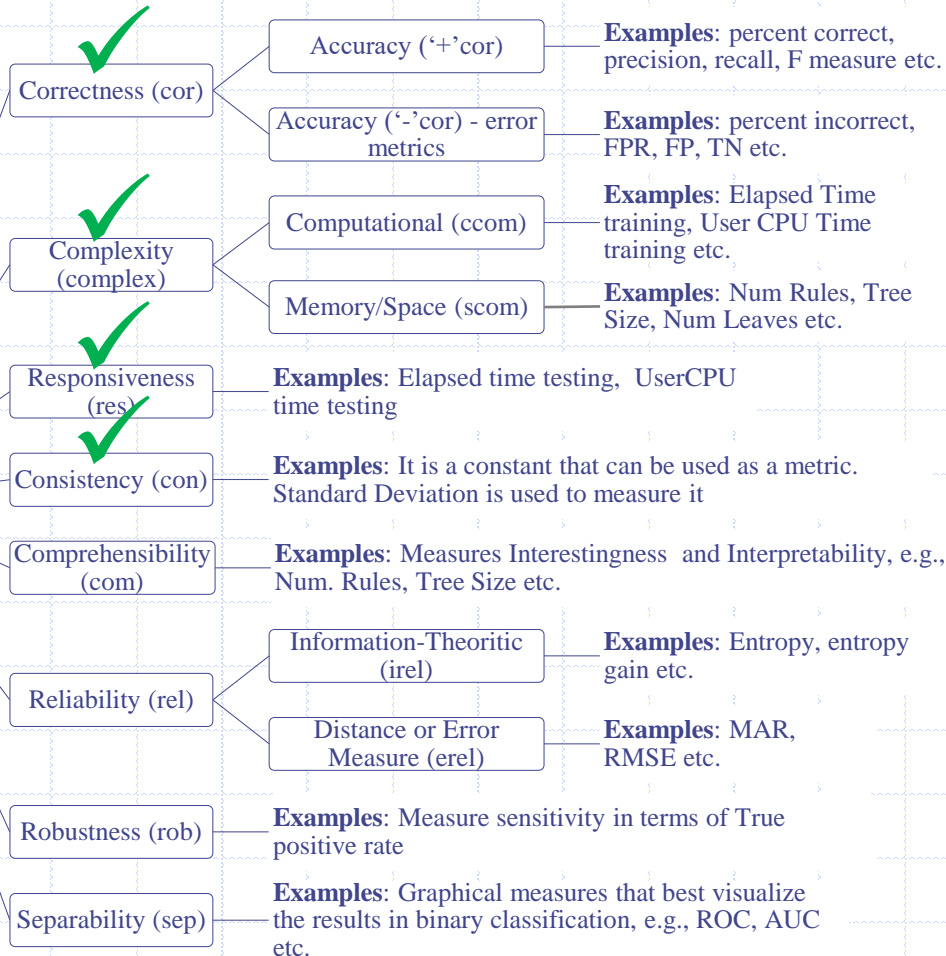 Correctness (cor)
Accuracy (‘+’cor)
Examples: percent correct,
precision, recall, F measure etc.
Accuracy (‘-’cor) - error
metrics
Examples: percent incorrect,
FPR, FP, TN etc.
Complexity
(complex)
Computational (ccom)
Examples: Elapsed Time
training, User CPU Time
training etc.
Memory/Space (scom)
Examples: Num Rules, Tree
Size, Num Leaves etc.
Responsiveness
(res)
Examples: Elapsed time testing, UserCPU
time testing
Consistency (con)
Examples: It is a constant that can be used as a metric.
Standard Deviation is used to measure it
Comprehensibility
(com)
Examples: Measures Interestingness and Interpretability, e.g.,
Num. Rules, Tree Size etc.
Reliability (rel)
Information-Theoritic
(irel)
Examples: Entropy, entropy
gain etc.
Distance or Error
Measure (erel)
Examples: MAR,
RMSE etc.
Robustness (rob)
Examples: Measure sensitivity in terms of True
positive rate
Separability (sep)
Examples: Graphical measures that best visualize
the results in binary classification, e.g., ROC, AUC
etc.